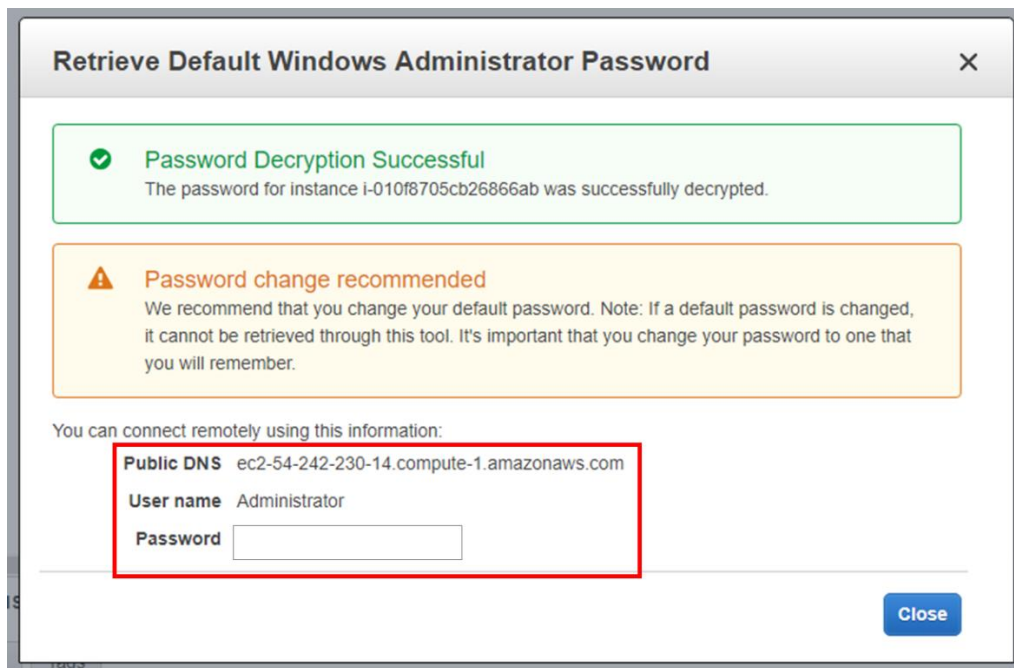 Retrieve Default Windows Administrator Password
Password Decryption Successful
The password for instance i-010f8705cb26866ab was successfully decrypted.
Password change recommended
We recommend that you change your default password. Note: If a default password is changed,
it cannot be retrieved through this tool. It's important that you change your password to one that
you will remember.
You can connect remotely using this information:
Public DNS ec2-54-242-230-14.compute-1.amazonaws.com
User name Administrator
Password
Close
Tags